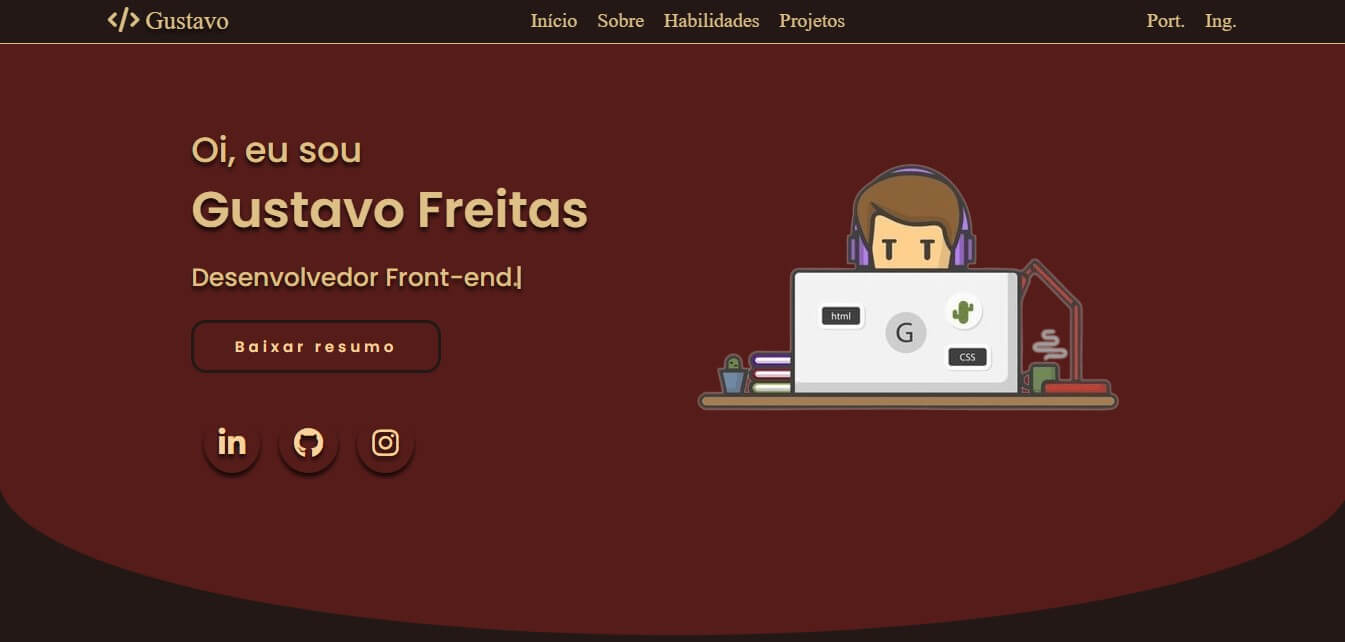 </> Gustavo
Início Sobre Habilidades Projetos
Port. Ing.
Oi, eu sou
Gustavo Freitas
Desenvolvedor Front-end.|
Baixar resumo
in
html
G
CSS